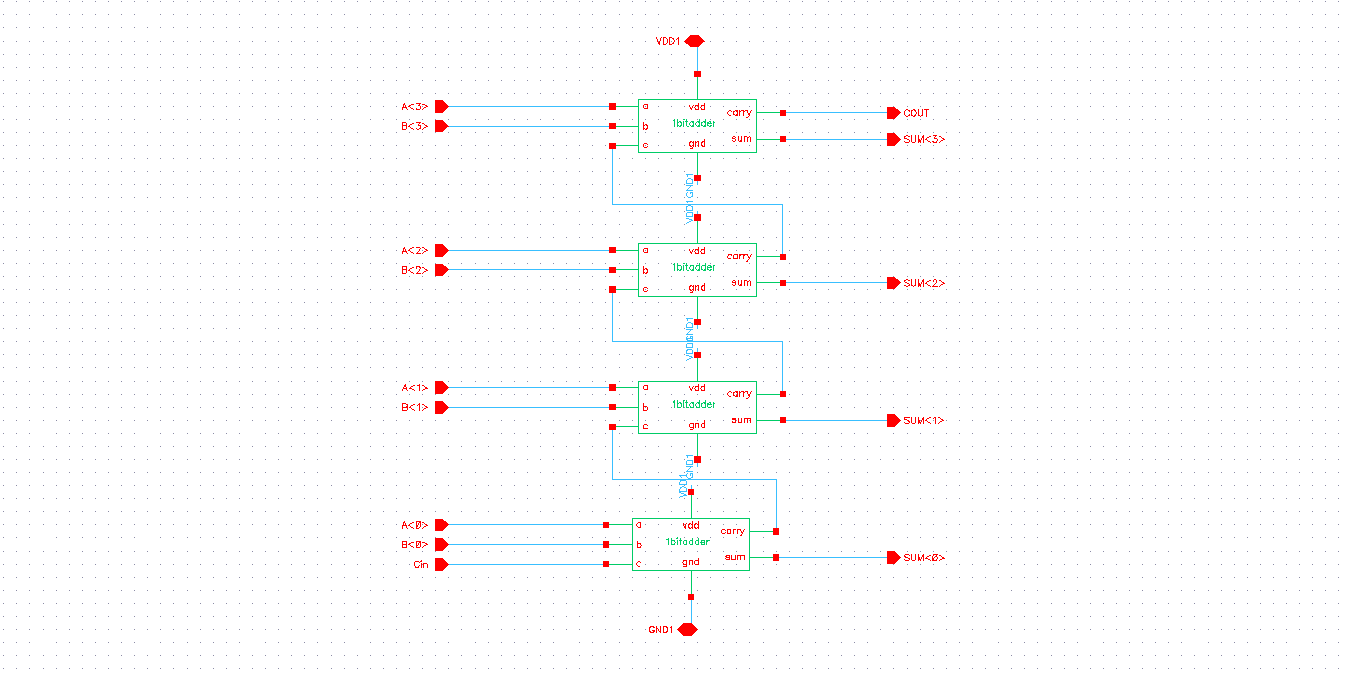 VDD1
A<3>
B<3>
a
b
c
vdd
1bitadder
gnd
carry
sum
COUT
SUM<3>
GND1
VDD1
A<2>
B<2>
a
b
c
vdd
1bitadder
gnd
carry
sum
SUM<2>
GND1
VDD1
A<1>
B<1>
a
b
c
vdd
1bitadder
gnd
carry
sum
SUM<1>
GND1
VDD1
A<0>
B<0>
Cin
a
b
c
vdd
1bitadder
gnd
carry
sum
SUM<0>
GND1